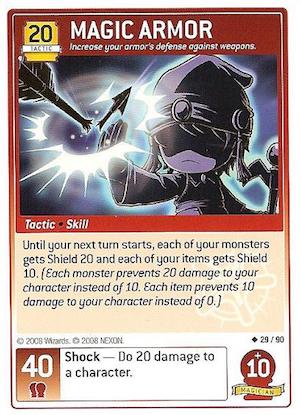 20
TACTIC
MAGIC ARMOR
Increase your armor's defense against weapons.
Tactic • Skill
Until your next turn starts, each of your monsters
gets Shield 20 and each of your items gets Shield
10. (Each monster prevents 20 damage to your
character instead of 10. Each item prevents 10
damage to your character instead of 0.)
© 2008 Wizards. © 2008 NEXON.
◆ 29 / 90
40
Shock — Do 20 damage to
a character.
+
10
MAGICIAN